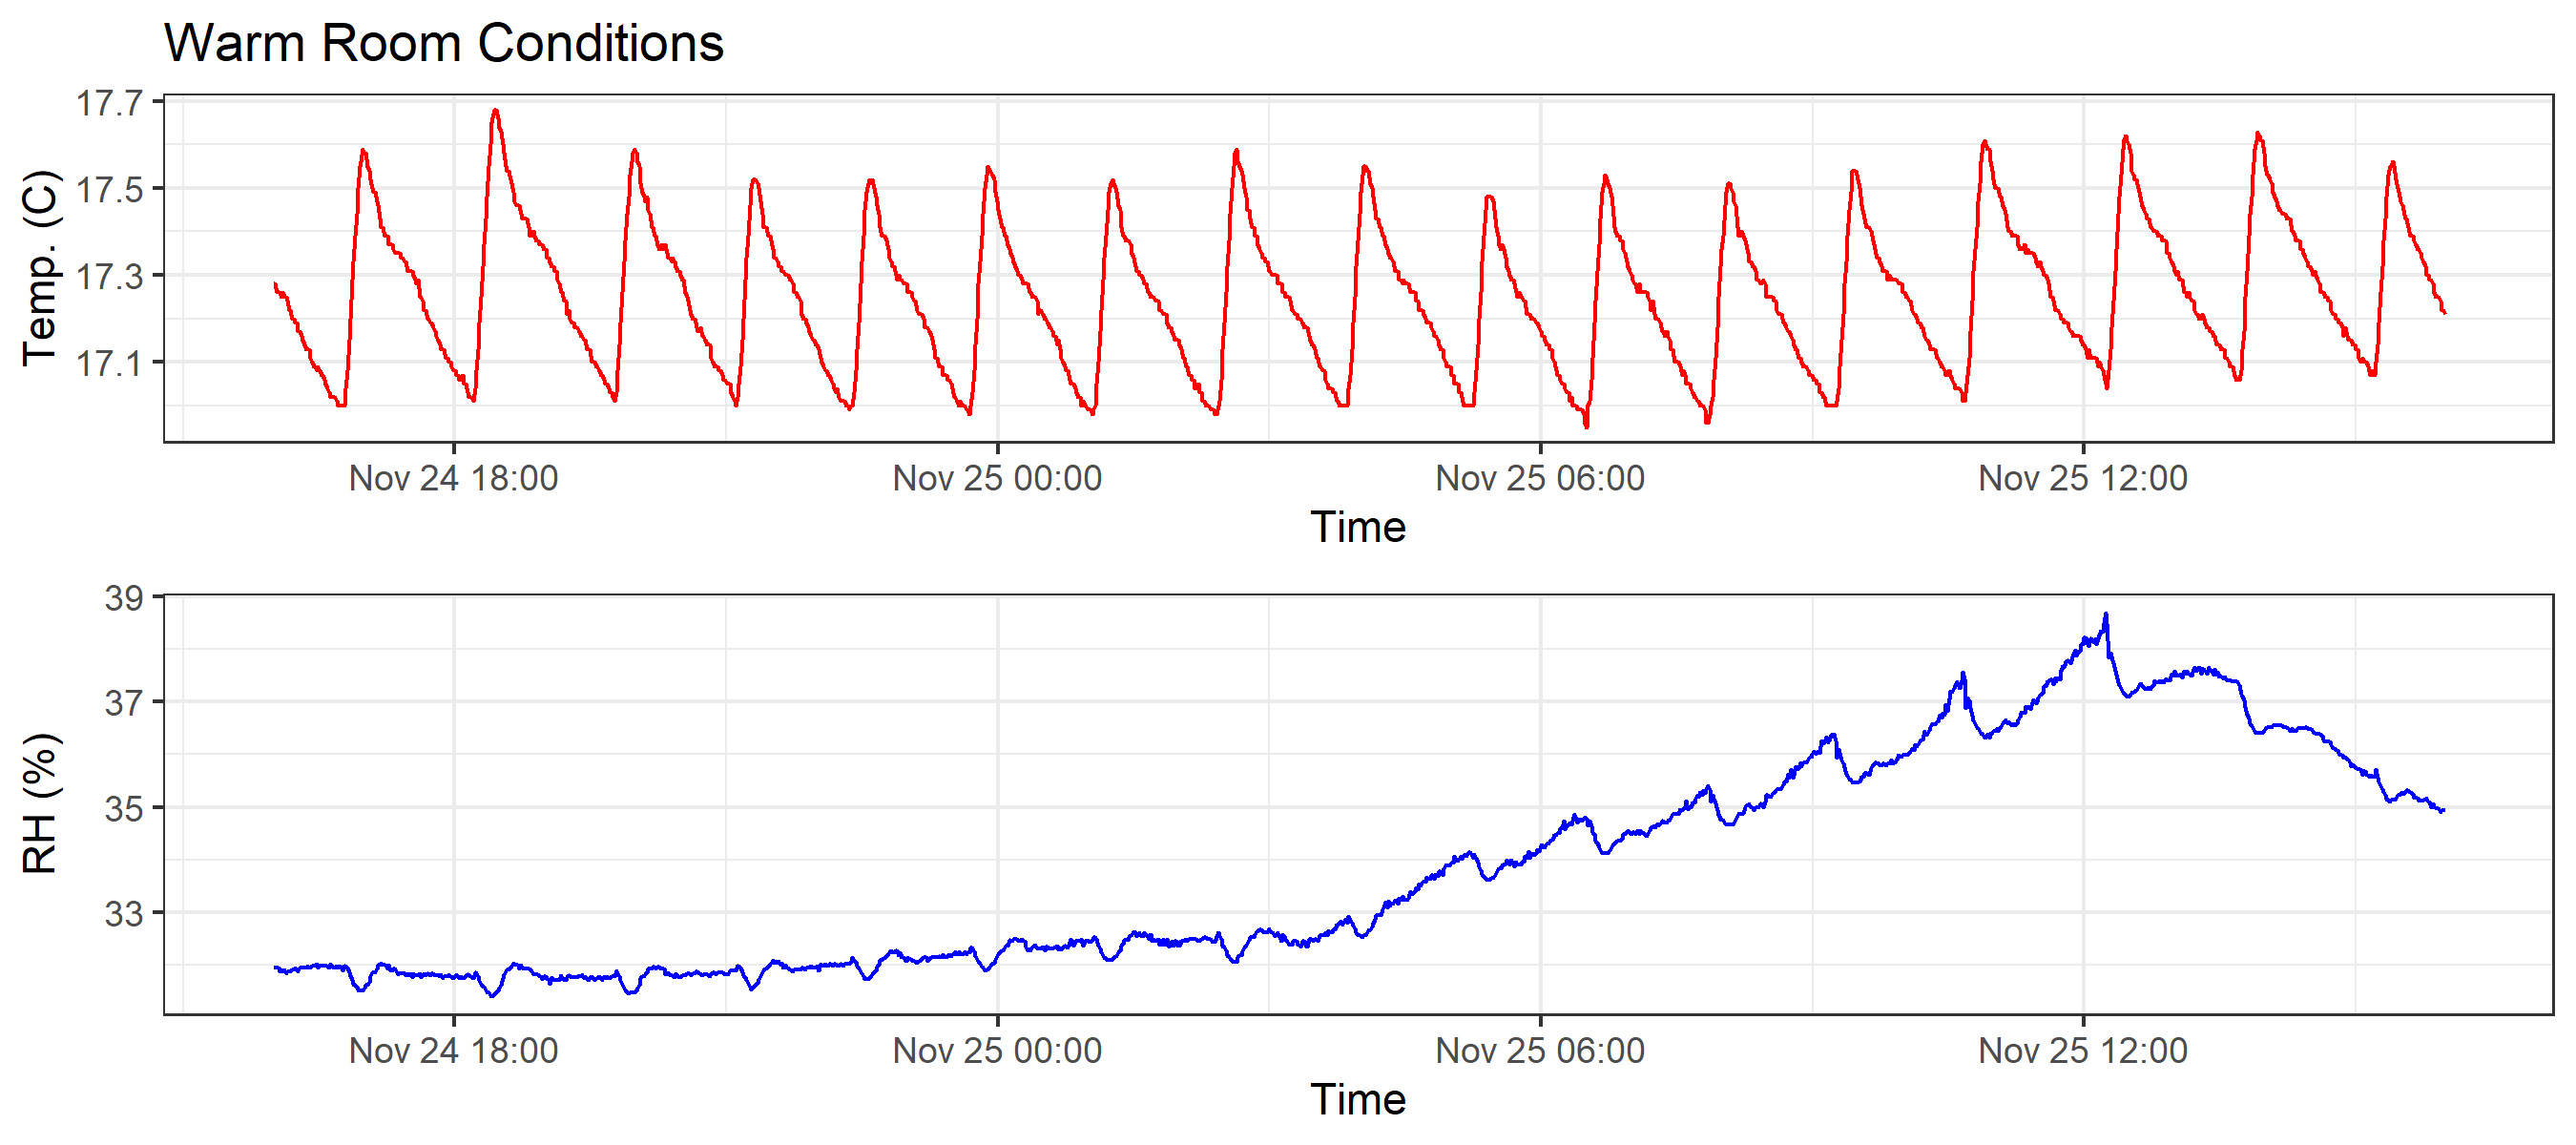 Warm Room Conditions
Temp. (C)
17.7
17.5
17.3
17.1
Nov 24 18:00 Nov 25 00:00 Nov 25 06:00 Nov 25 12:00
Time
RH (%)
39
37
35
33
Nov 24 18:00 Nov 25 00:00 Nov 25 06:00 Nov 25 12:00
Time